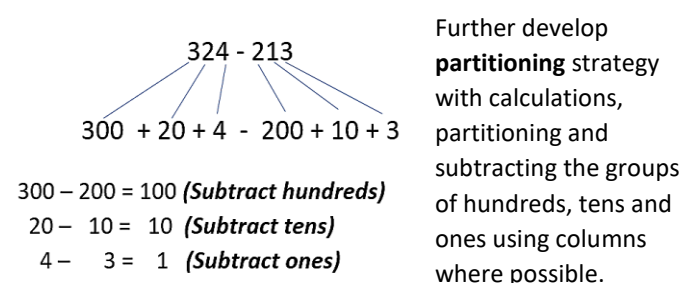 324 - 213
300 + 20 + 4 - 200 + 10 + 3
300 – 200 = 100 (Subtract hundreds)
20 – 10 = 10 (Subtract tens)
4 – 3 = 1 (Subtract ones)
Further develop
partitioning strategy
with calculations,
partitioning and
subtracting the groups
of hundreds, tens and
ones using columns
where possible.